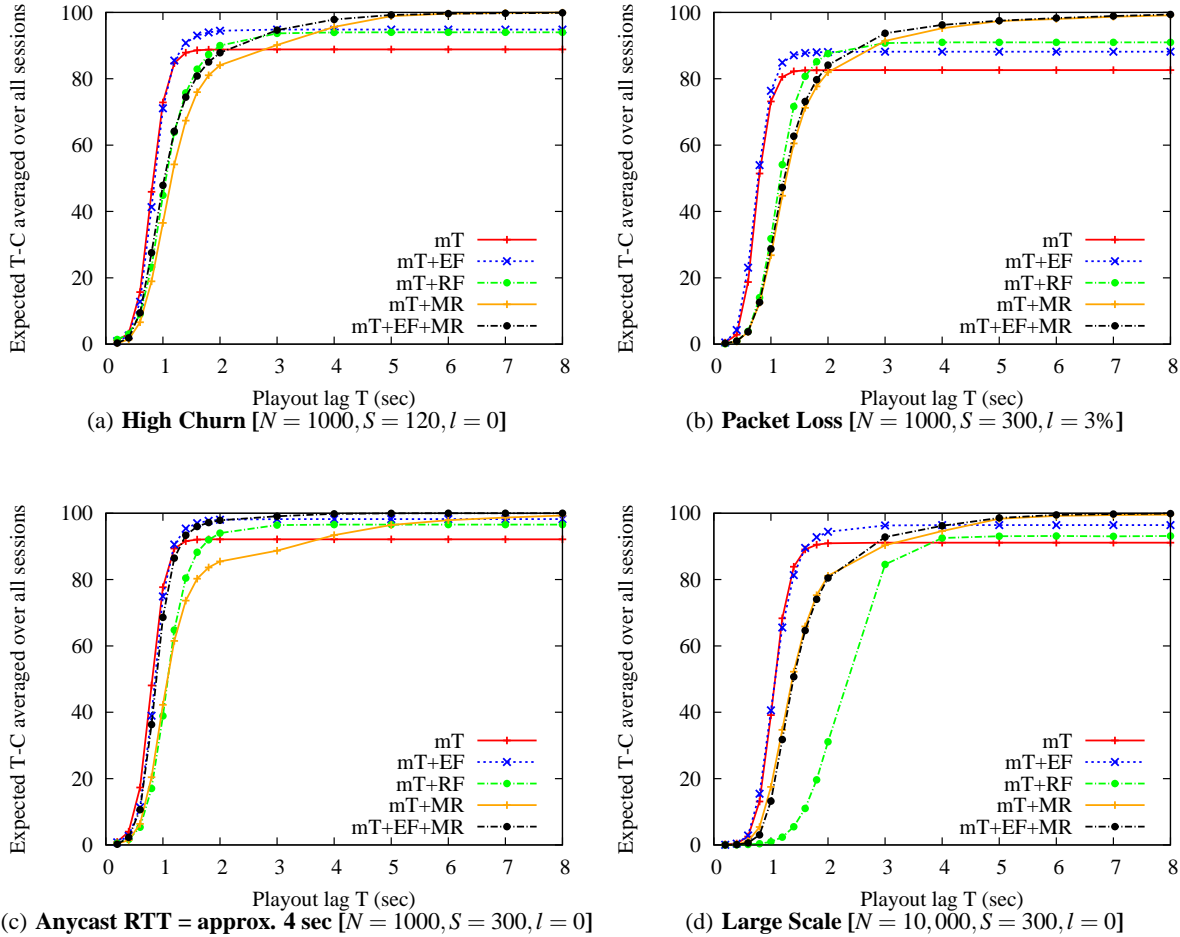 Expected T-C averaged over all sessions
100
80
60
40
20
0
0 1 2 3 4 5 6 7 8
Playout lag T (sec)
mT
mT+EF
mT+RF
mT+MR
mT+EF+MR
(a) High Churn [N = 1000, S = 120, l = 0]
Expected T-C averaged over all sessions
100
80
60
40
20
0
0 1 2 3 4 5 6 7 8
Playout lag T (sec)
mT
mT+EF
mT+RF
mT+MR
mT+EF+MR
(b) Packet Loss [N = 1000, S = 300, l = 3%]
Expected T-C averaged over all sessions
100
80
60
40
20
0
0 1 2 3 4 5 6 7 8
Playout lag T (sec)
mT
mT+EF
mT+RF
mT+MR
mT+EF+MR
(c) Anycast RTT = approx. 4 sec [N = 1000, S = 300, l = 0]
Expected T-C averaged over all sessions
100
80
60
40
20
0
0 1 2 3 4 5 6 7 8
Playout lag T (sec)
mT
mT+EF
mT+RF
mT+MR
mT+EF+MR
(d) Large Scale [N = 10,000, S = 300, l = 0]